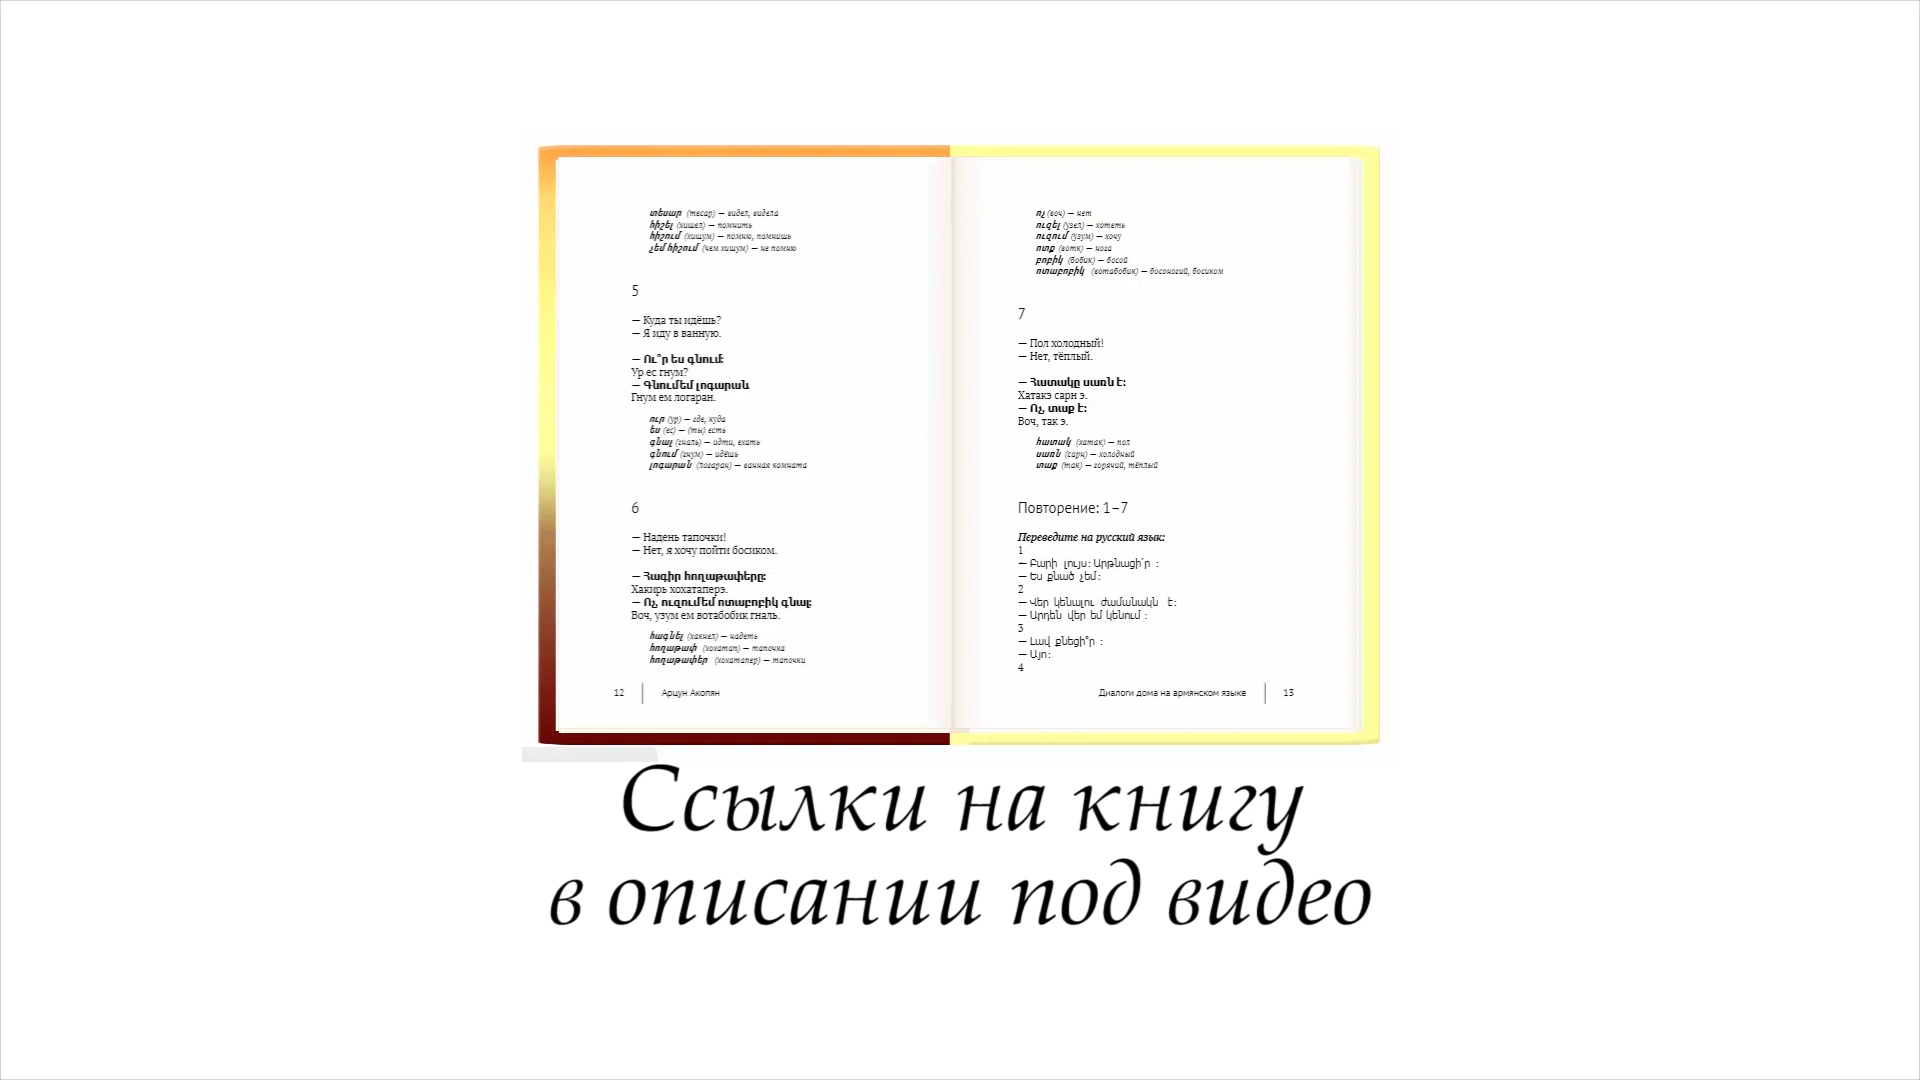 տեսար (тесар) — видел, видела
հիշել (хишел) — помнить
հիշում (хишум) — помню, помнишь
չեմ հիշում (чем хишум) — не помню
5
— Куда ты идёшь?
— Я иду в ванную.
— Ու՞ր ես գնում:
Ур ес гнум?
— Գնում եմ լոգարան
Гнум ем логаран.
ուր (ур) — где, куда
ես (ес) — (ты) есть
գնալ (гналь) — идти, ехать
գնում (гнум) — идёшь
լոգարան (логаран) — ванная комната
6
— Надень тапочки!
— Нет, я хочу пойти босиком.
— Հագիր հողաթափերը:
Хакирь хохатаперэ.
— Ոչ, ուզում եմ ոտաբոբիկ գնալ:
Воч, узум ем вотабобик гналь.
հագնել (хакнел) — надеть
հողաթափ (хохатап) — тапочка
հողաթափեր (хохатапер) — тапочки
12 Арцун Акопян
ոչ (воч) — нет
ուզել (узел) — хотеть
ուզում (узум) — хочу
ոտք (вотк) — нога
բոբիկ (бобик) — босой
ոտաբոբիկ (вотабобик) — босоногий, босиком
7
— Пол холодный!
— Нет, тёплый.
— Հատակը սառն է:
Хатакэ сарн э.
— Ոչ, տաք է:
Воч, так э.
հատակ (хатак) — пол
սառն (сарн) — холодный
տաք (так) — горячий, тёплый
Повторение: 1–7
Переведите на русский язык:
1
— Բարի լույս: Արթնացի՛ր :
— Ես քնած չեմ:
2
— Վեր կենալու ժամանակն է:
— Արդեն վեր եմ կենում :
3
— Լավ քնեցի՞ր :
— Այո:
4
Диалоги дома на армянском языке 13
Ссылки на книгу
в описании под видео